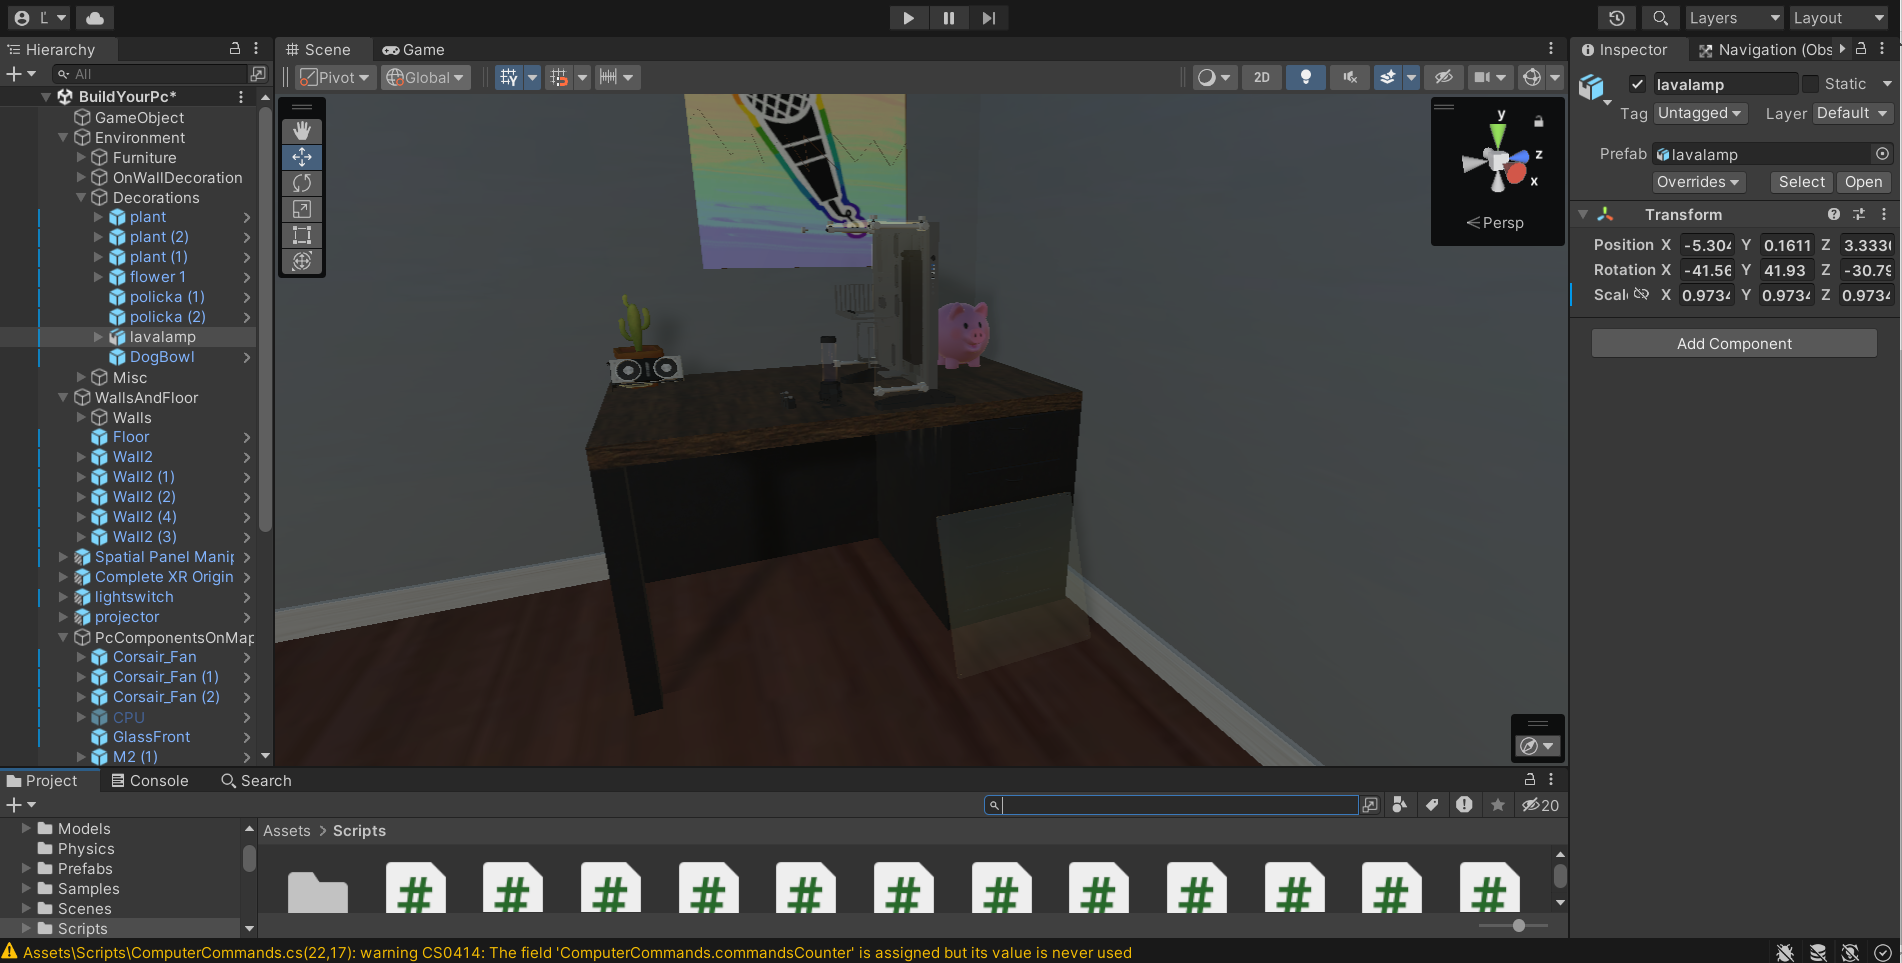 Ľ
Layers
Layout
Hierarchy
Scene
Game
Inspector
Navigation (Obs
All
Pivot
Global
2D
lavalamp
Static
Tag Untagged
Layer Default
Prefab lavalamp
Overrides
Select
Open
Transform
Position X -5.304 Y 0.1611 Z 3.3330
Rotation X -41.56 Y 41.93 Z -30.79
Scal X 0.9734 Y 0.9734 Z 0.9734
Add Component
BuildYourPc*
GameObject
Environment
Furniture
OnWallDecoration
Decorations
plant
plant (2)
plant (1)
flower 1
policka (1)
policka (2)
lavalamp
DogBowl
Misc
WallsAndFloor
Walls
Floor
Wall2
Wall2 (1)
Wall2 (2)
Wall2 (4)
Wall2 (3)
Spatial Panel Manip
Complete XR Origin
lightswitch
projector
PcComponentsOnMap
Corsair_Fan
Corsair_Fan (1)
Corsair_Fan (2)
CPU
GlassFront
M2 (1)
y
z
x
Persp
Project
Console
Search
20
Models
Physics
Prefabs
Samples
Scenes
Scripts
Assets > Scripts
# # # # # # # # # # # #
Assets\Scripts\ComputerCommands.cs(22,17): warning CS0414: The field 'ComputerCommands.commandsCounter' is assigned but its value is never used